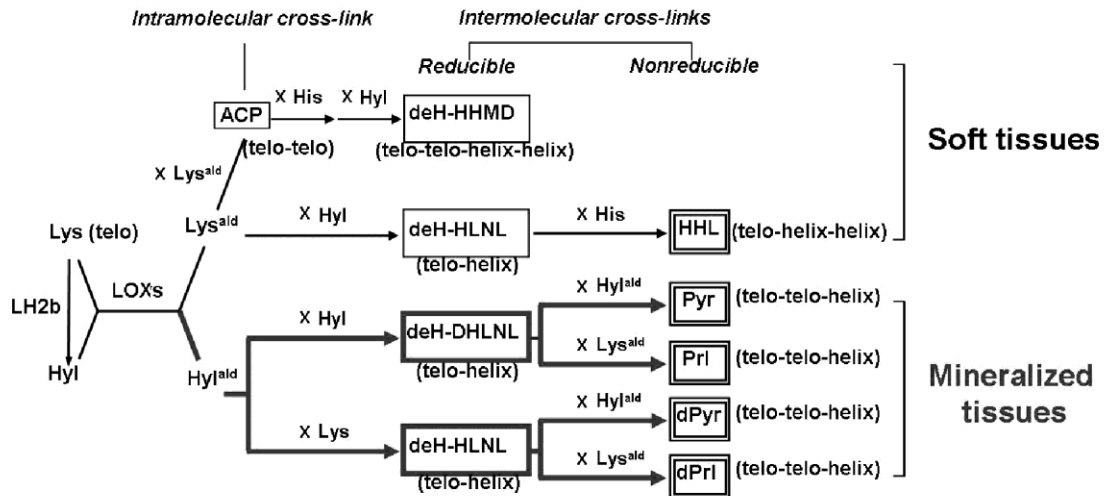 Intramolecular cross-link
Intermolecular cross-links
Reducible
Nonreducible
ACP
X His
X Hyl
deH-HHMD
(telo-telo)
(telo-telo-helix-helix)
Soft tissues
X Lysald
Lys (telo)
Lysald
X Hyl
deH-HLNL
X His
HHL
(telo-helix-helix)
(telo-helix)
LH2b
LOXs
Hyl
Hylald
X Hyl
deH-DHLNL
(telo-helix)
X Hylald
Pyr
(telo-telo-helix)
X Lysald
Prl
(telo-telo-helix)
Mineralized
tissues
X Lys
deH-HLNL
(telo-helix)
X Hylald
dPyr
(telo-telo-helix)
X Lysald
dPrl
(telo-telo-helix)